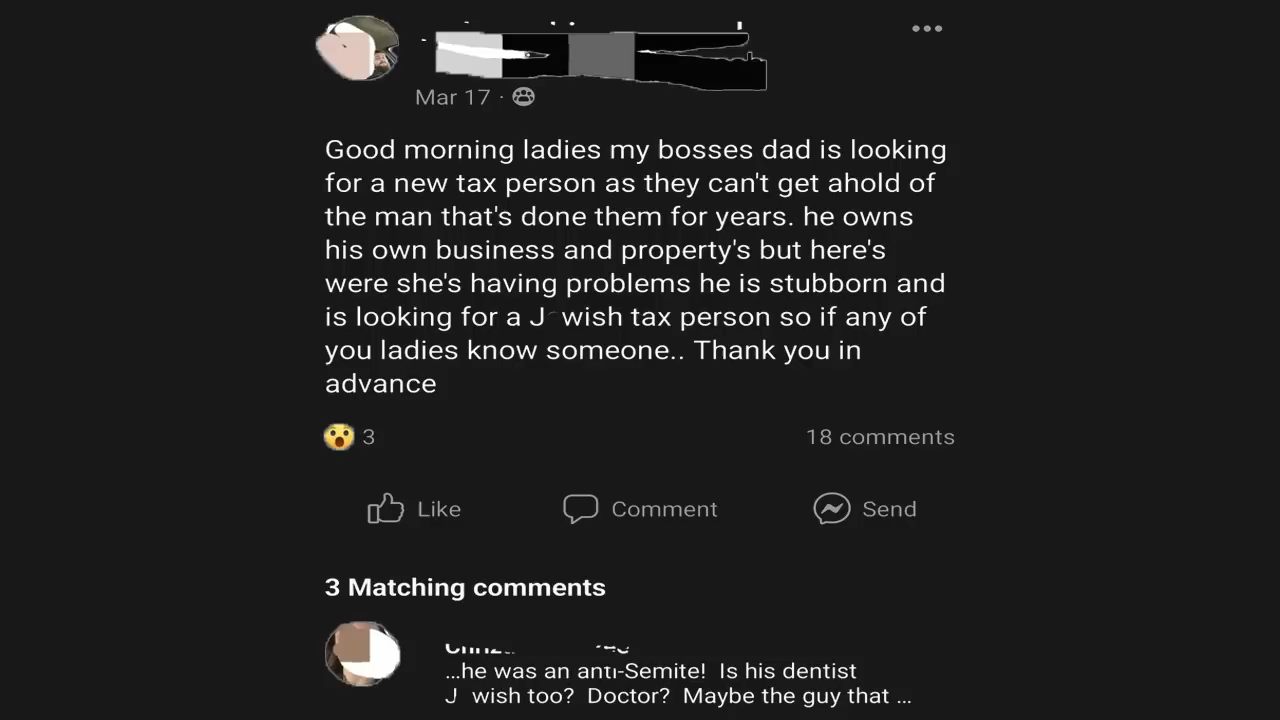 Mar 17 ·
Good morning ladies my bosses dad is looking
for a new tax person as they can't get ahold of
the man that's done them for years. he owns
his own business and property's but here's
were she's having problems he is stubborn and
is looking for a J wish tax person so if any of
you ladies know someone.. Thank you in
advance
3
18 comments
Like
Comment
Send
3 Matching comments
...he was an anti-Semite! Is his dentist
J wish too? Doctor? Maybe the guy that ...